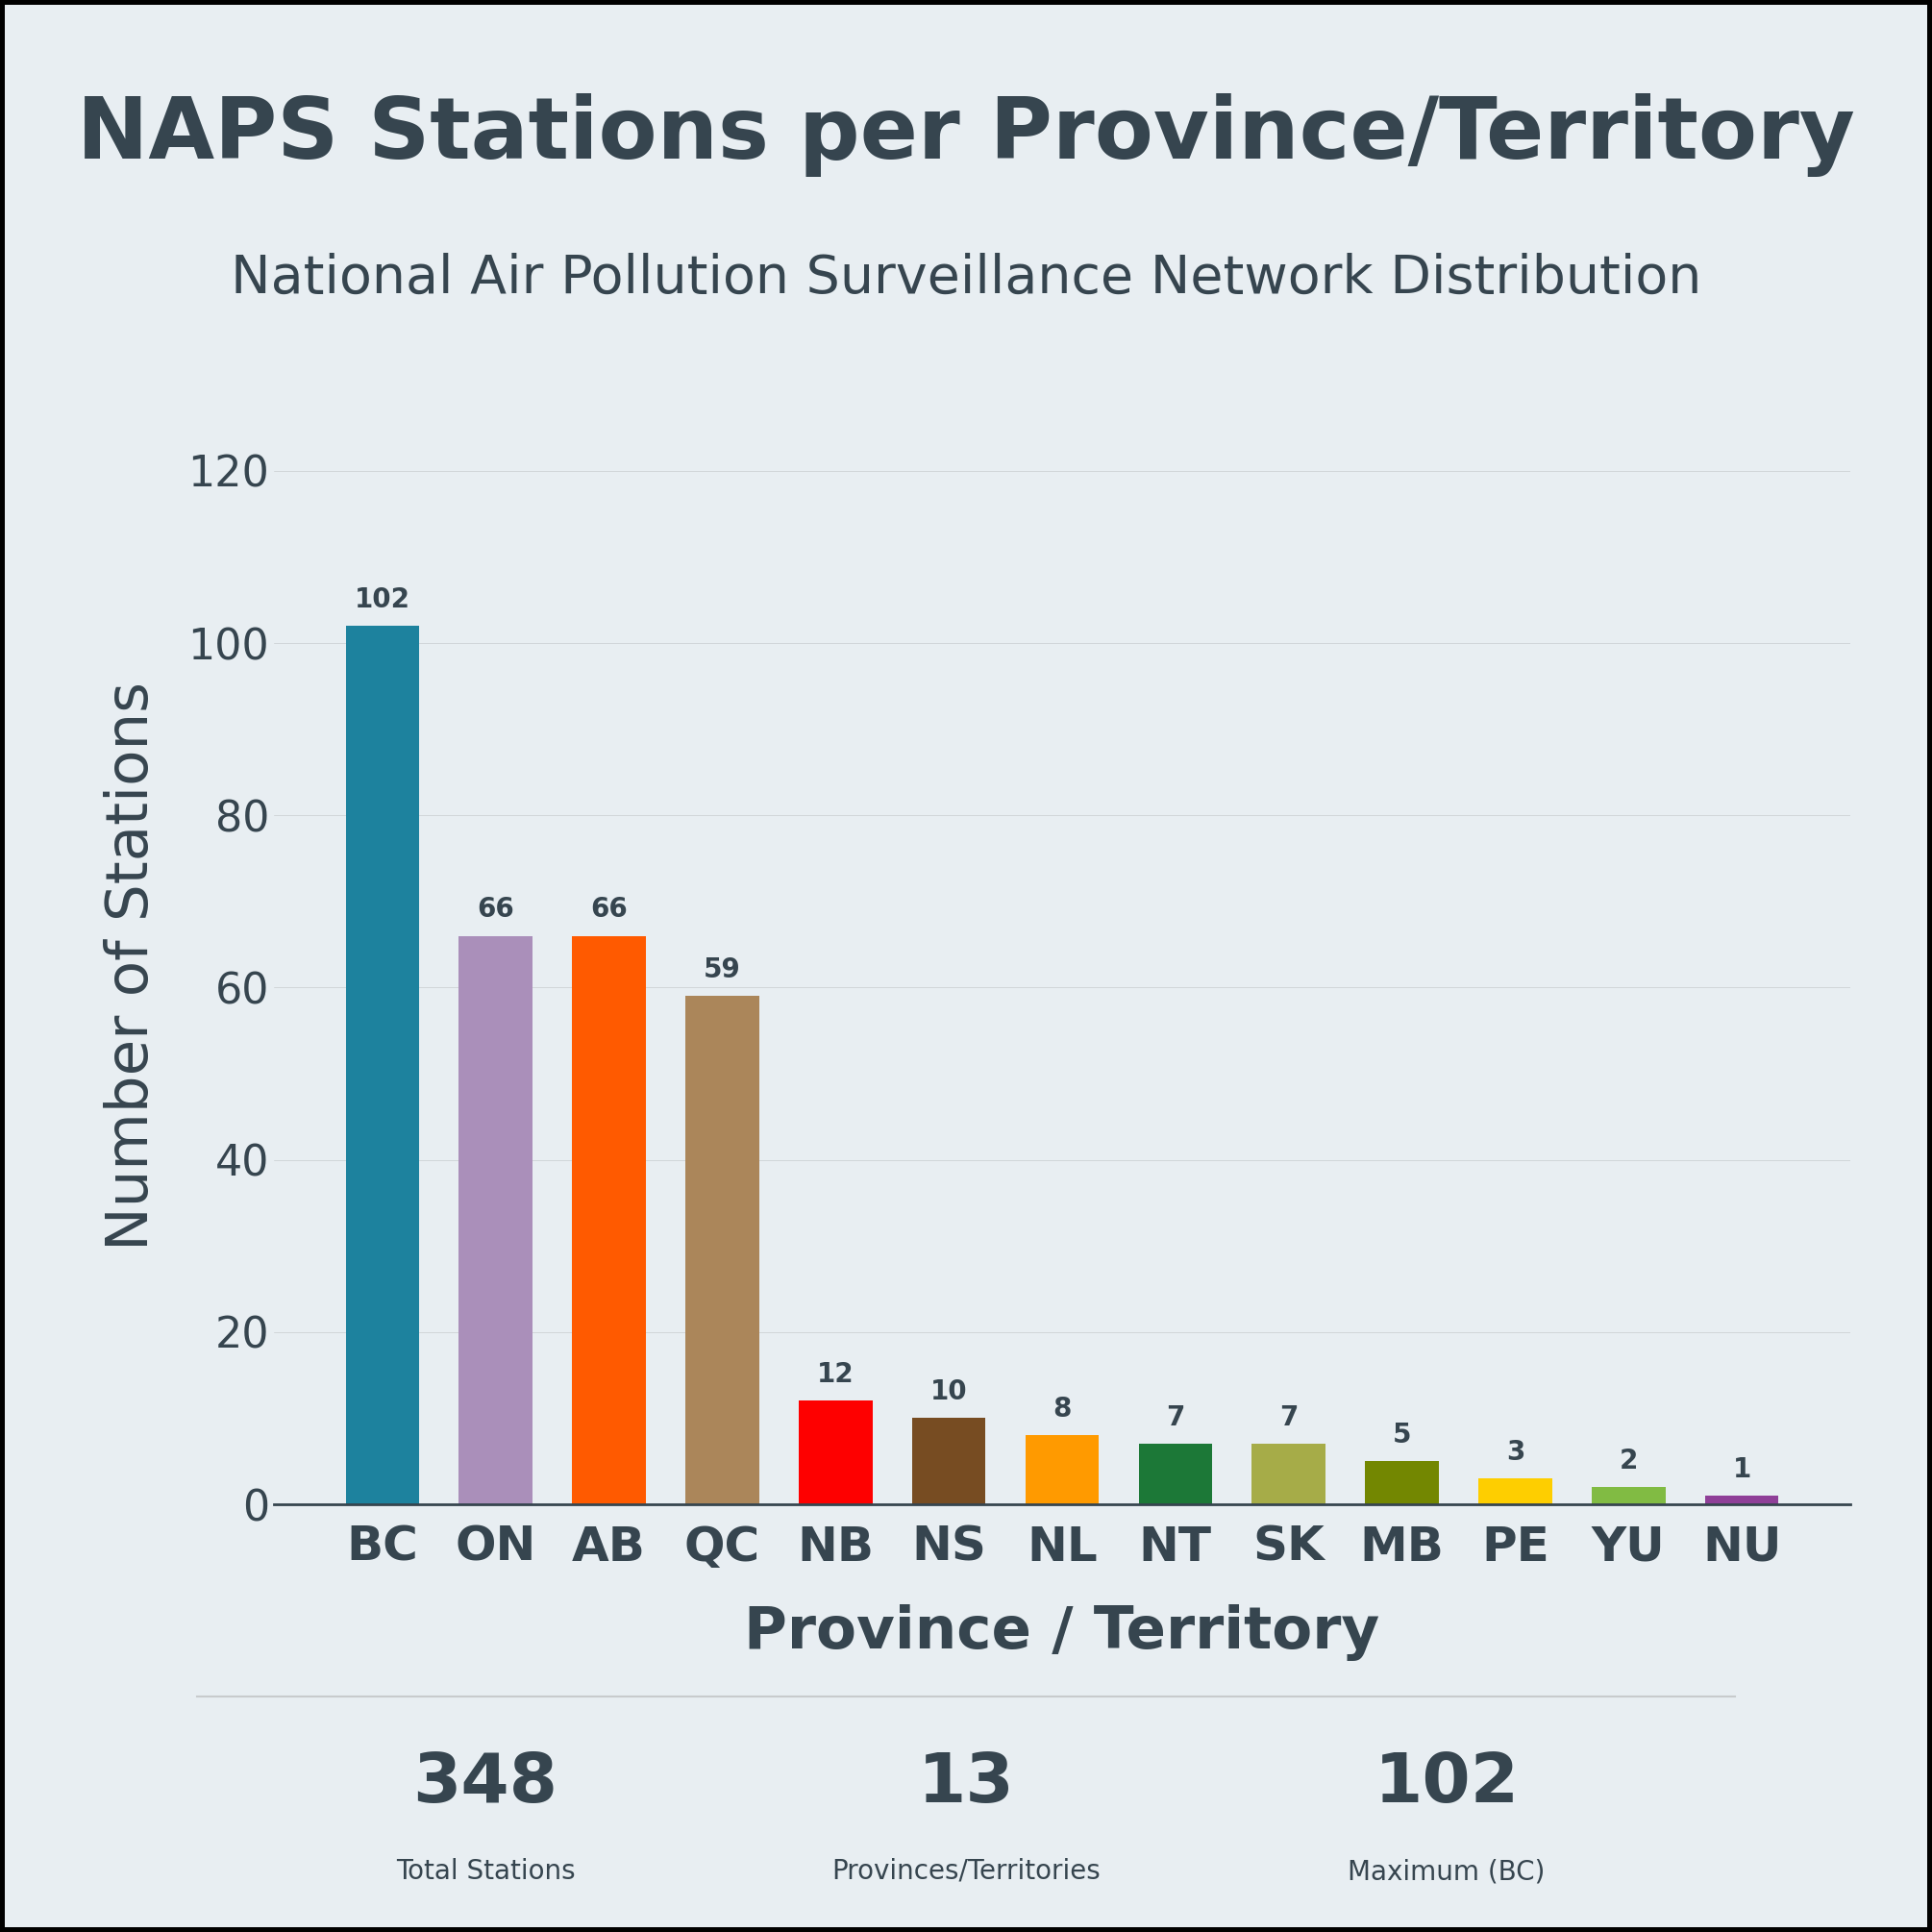 NAPS Stations per Province/Territory
National Air Pollution Surveillance Network Distribution
Number of Stations
120
100
80
60
40
20
0
102
66
66
59
12
10
8
7
7
5
3
2
1
BC ON AB QC NB NS NL NT SK MB PE YU NU
Province / Territory
348 13 102
Total Stations Provinces/Territories Maximum (BC)